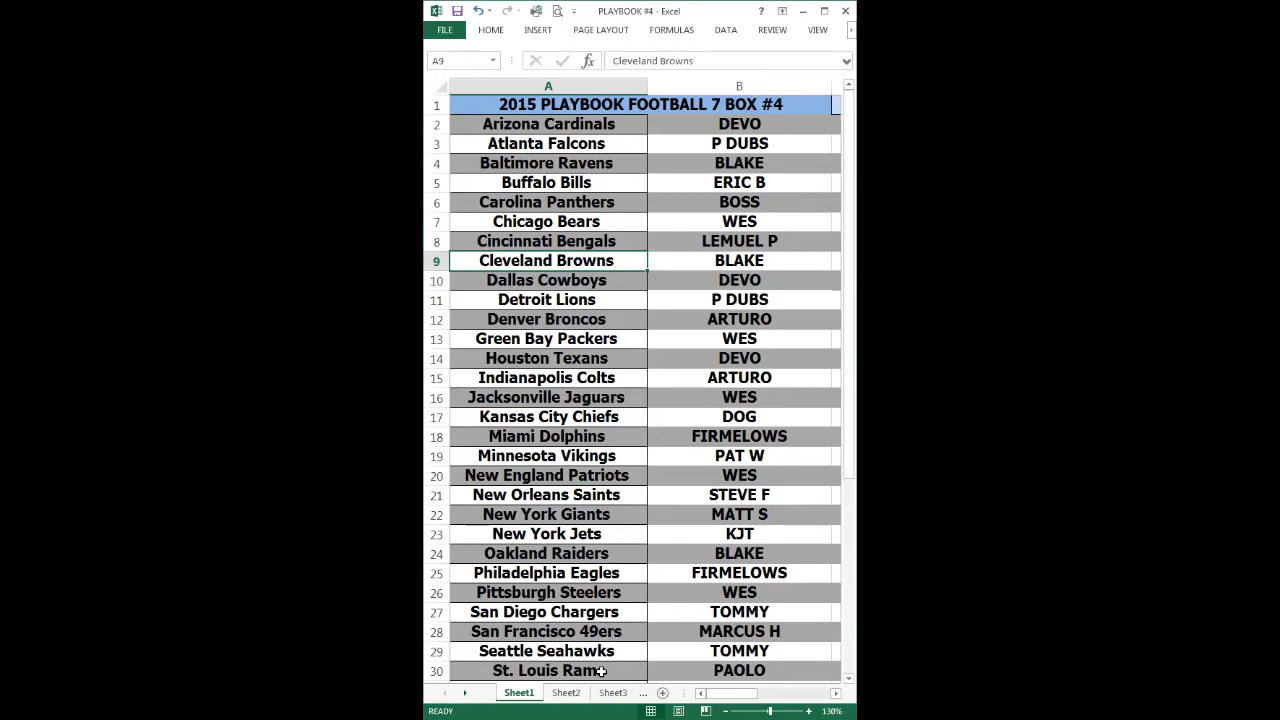 PLAYBOOK #4 - Excel
FILE HOME INSERT PAGE LAYOUT FORMULAS DATA REVIEW VIEW
A9 fx Cleveland Browns
A B
1 2015 PLAYBOOK FOOTBALL 7 BOX #4
2 Arizona Cardinals DEVO
3 Atlanta Falcons P DUBS
4 Baltimore Ravens BLAKE
5 Buffalo Bills ERIC B
6 Carolina Panthers BOSS
7 Chicago Bears WES
8 Cincinnati Bengals LEMUEL P
9 Cleveland Browns BLAKE
10 Dallas Cowboys DEVO
11 Detroit Lions P DUBS
12 Denver Broncos ARTURO
13 Green Bay Packers WES
14 Houston Texans DEVO
15 Indianapolis Colts ARTURO
16 Jacksonville Jaguars WES
17 Kansas City Chiefs DOG
18 Miami Dolphins FIRMELOWS
19 Minnesota Vikings PAT W
20 New England Patriots WES
21 New Orleans Saints STEVE F
22 New York Giants MATT S
23 New York Jets KJT
24 Oakland Raiders BLAKE
25 Philadelphia Eagles FIRMELOWS
26 Pittsburgh Steelers WES
27 San Diego Chargers TOMMY
28 San Francisco 49ers MARCUS H
29 Seattle Seahawks TOMMY
30 St. Louis Rams PAOLO
Sheet1 Sheet2 Sheet3 ...
READY 130%